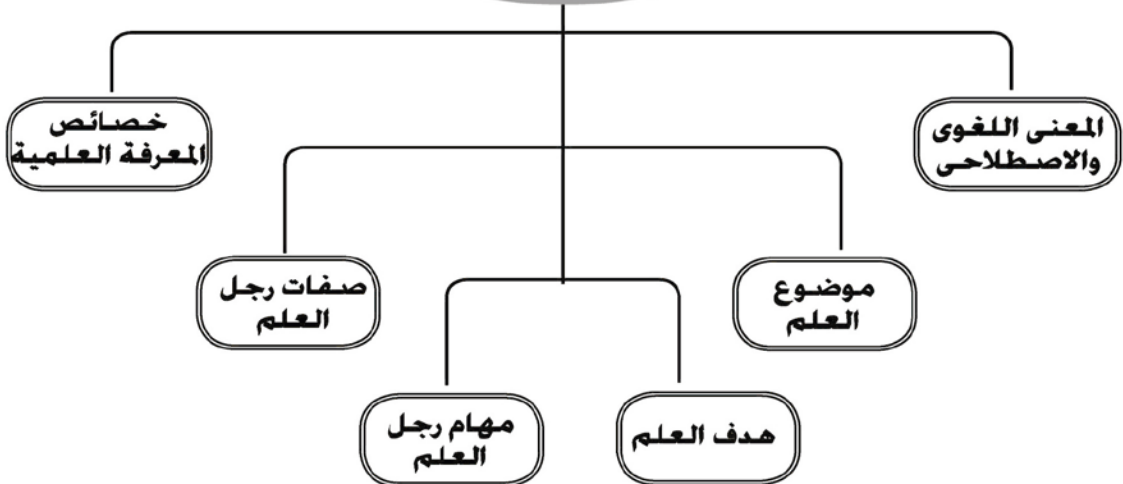 المعنى اللغوى
والاصطلاحى
خصائص
المعرفة العلمية
موضوع
العلم
صفات رجل
العلم
هدف العلم
مهام رجل
العلم